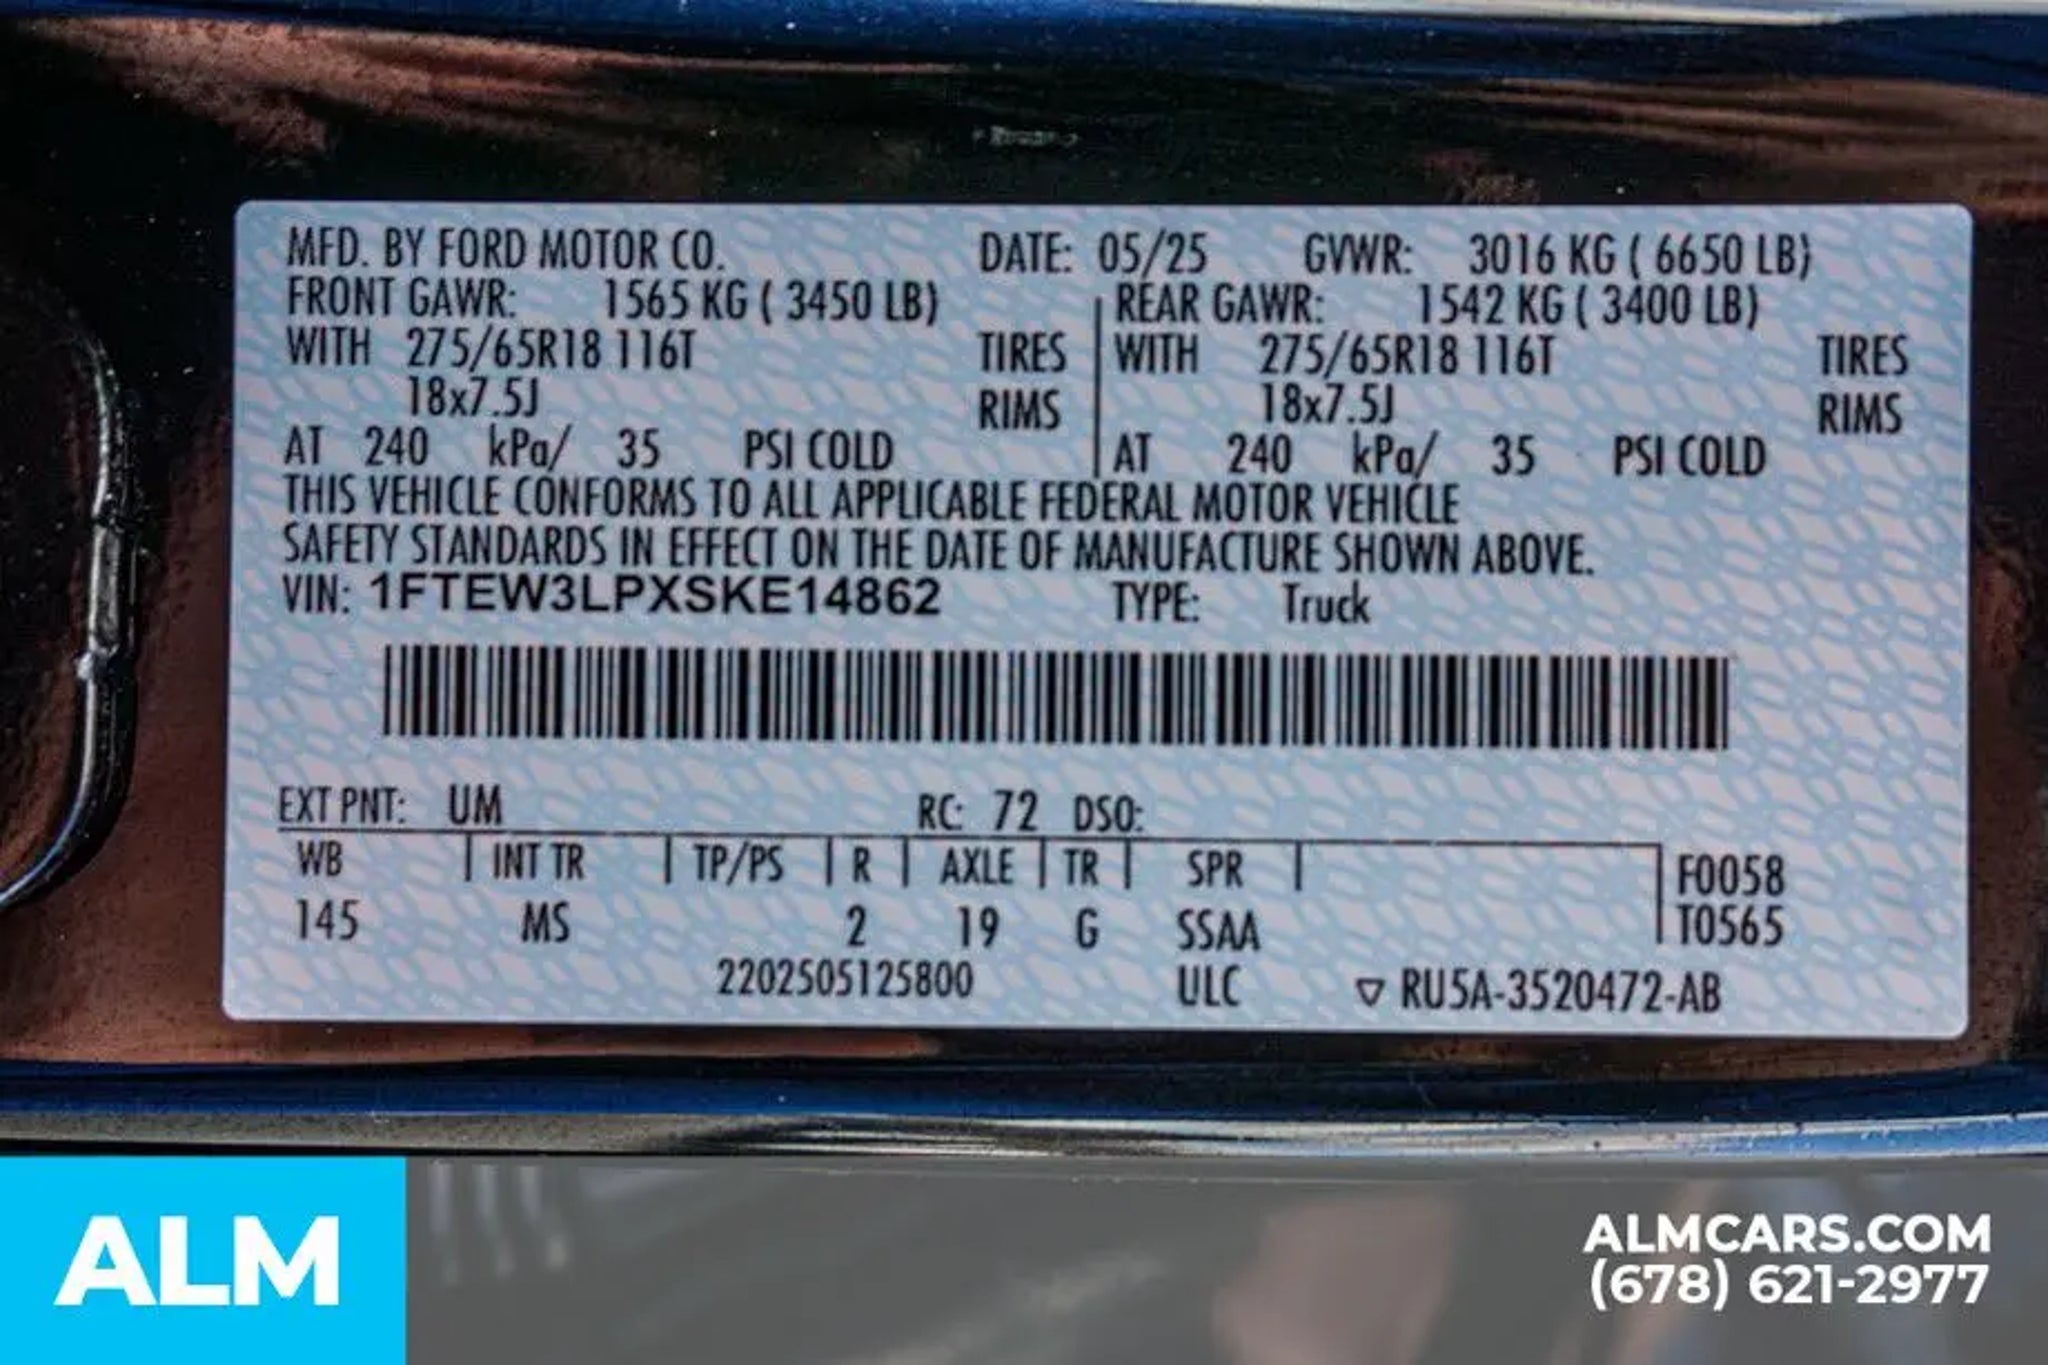 MFD. BY FORD MOTOR CO. DATE: 05/25 GVWR: 3016 KG ( 6650 LB)
FRONT GAWR: 1565 KG ( 3450 LB) REAR GAWR: 1542 KG ( 3400 LB)
WITH 275/65R18 116T TIRES WITH 275/65R18 116T TIRES
18x7.5J RIMS 18x7.5J RIMS
AT 240 kPa/ 35 PSI COLD AT 240 kPa/ 35 PSI COLD
THIS VEHICLE CONFORMS TO ALL APPLICABLE FEDERAL MOTOR VEHICLE
SAFETY STANDARDS IN EFFECT ON THE DATE OF MANUFACTURE SHOWN ABOVE.
VIN: 1FTEW3LPXSKE14862 TYPE: Truck
EXT PNT: UM RC: 72 DSO:
WB INT TR TP/PS R AXLE TR SPR F0058
145 MS 2 19 G SSAA T0565
2202505125800 ULC ▽ RU5A-3520472-AB
ALM
ALMCARS.COM
(678) 621-2977